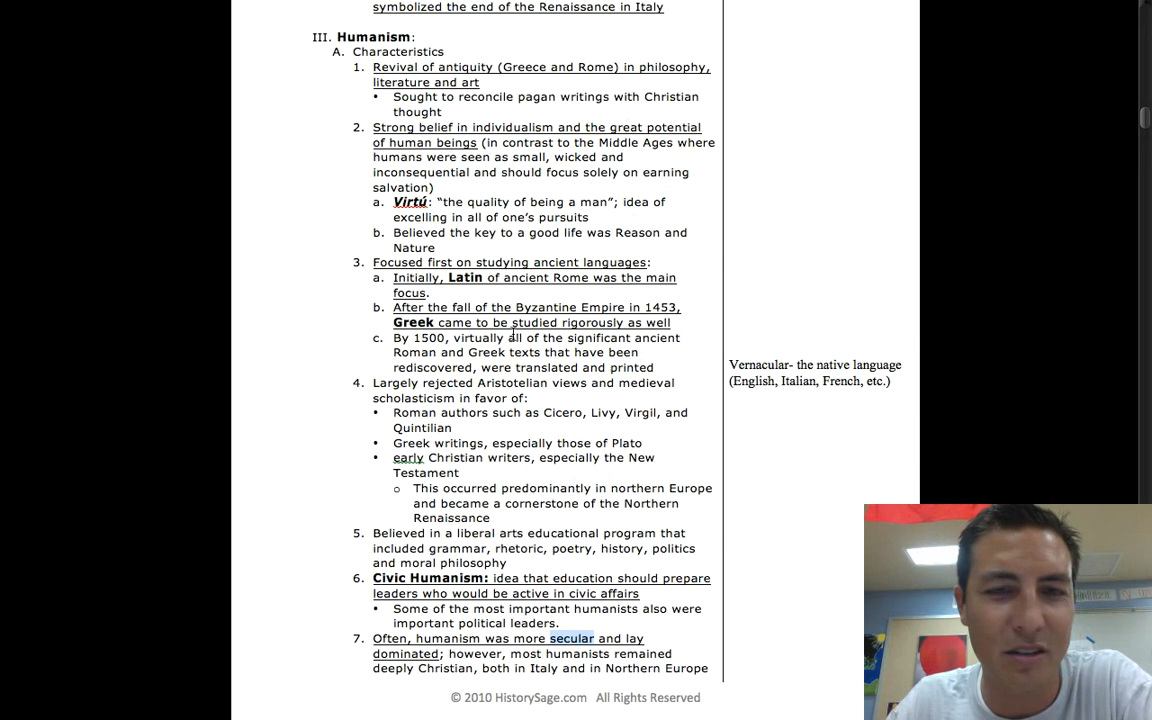 symbolized the end of the Renaissance in Italy
III. Humanism:
A. Characteristics
1. Revival of antiquity (Greece and Rome) in philosophy,
literature and art
• Sought to reconcile pagan writings with Christian
thought
2. Strong belief in individualism and the great potential
of human beings (in contrast to the Middle Ages where
humans were seen as small, wicked and
inconsequential and should focus solely on earning
salvation)
a. Virtú: “the quality of being a man”; idea of
excelling in all of one’s pursuits
b. Believed the key to a good life was Reason and
Nature
3. Focused first on studying ancient languages:
a. Initially, Latin of ancient Rome was the main
focus.
b. After the fall of the Byzantine Empire in 1453,
Greek came to be studied rigorously as well
c. By 1500, virtually all of the significant ancient
Roman and Greek texts that have been
rediscovered, were translated and printed
4. Largely rejected Aristotelian views and medieval
scholasticism in favor of:
• Roman authors such as Cicero, Livy, Virgil, and
Quintilian
• Greek writings, especially those of Plato
• early Christian writers, especially the New
Testament
o This occurred predominantly in northern Europe
and became a cornerstone of the Northern
Renaissance
5. Believed in a liberal arts educational program that
included grammar, rhetoric, poetry, history, politics
and moral philosophy
6. Civic Humanism: idea that education should prepare
leaders who would be active in civic affairs
• Some of the most important humanists also were
important political leaders.
7. Often, humanism was more secular and lay
dominated; however, most humanists remained
deeply Christian, both in Italy and in Northern Europe
Vernacular- the native language
(English, Italian, French, etc.)
© 2010 HistorySage.com All Rights Reserved